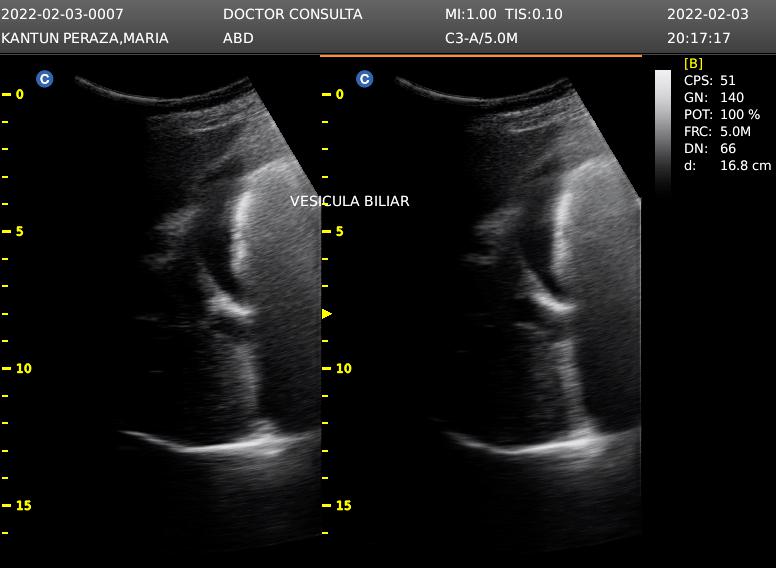 2022-02-03-0007 DOCTOR CONSULTA MI:1.00 TIS:0.10 2022-02-03
KANTUN PERAZA,MARIA ABD C3-A/5.0M 20:17:17
C C
[B]
CPS: 51
GN: 140
POT: 100 %
FRC: 5.0M
DN: 66
d: 16.8 cm
0 0
VESICULA BILIAR
5 5
10 10
15 15